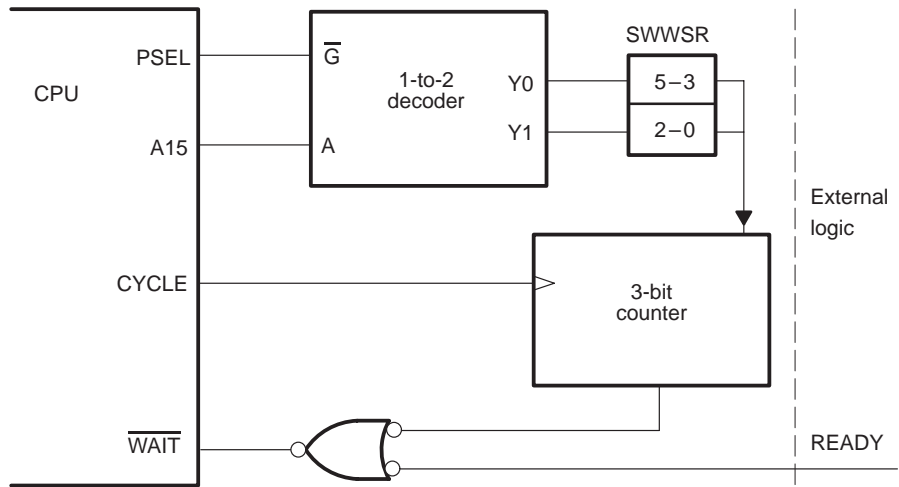 SWWSR
PSEL
G̅
1-to-2
decoder
Y0
5–3
CPU
Y1
2–0
A15
A
External
logic
CYCLE
3-bit
counter
W̅A̅I̅T̅
READY